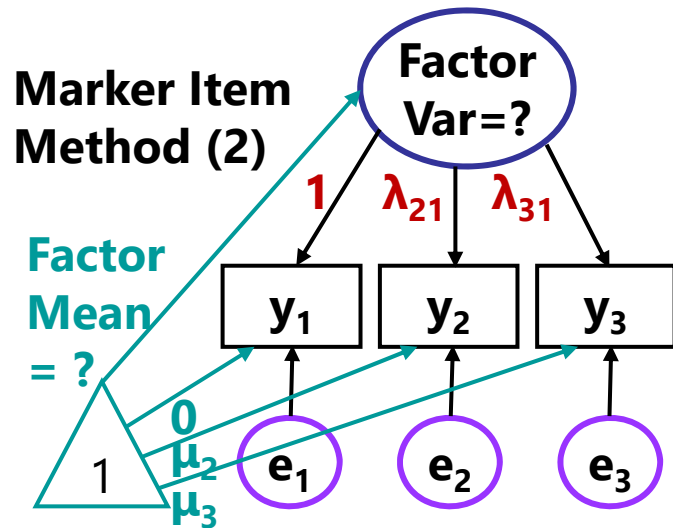 Marker Item
Method (2)
Factor
Var=?
1
λ₂₁
λ₃₁
Factor
Mean
= ?
y₁
y₂
y₃
0
μ₂
μ₃
1
e₁
e₂
e₃